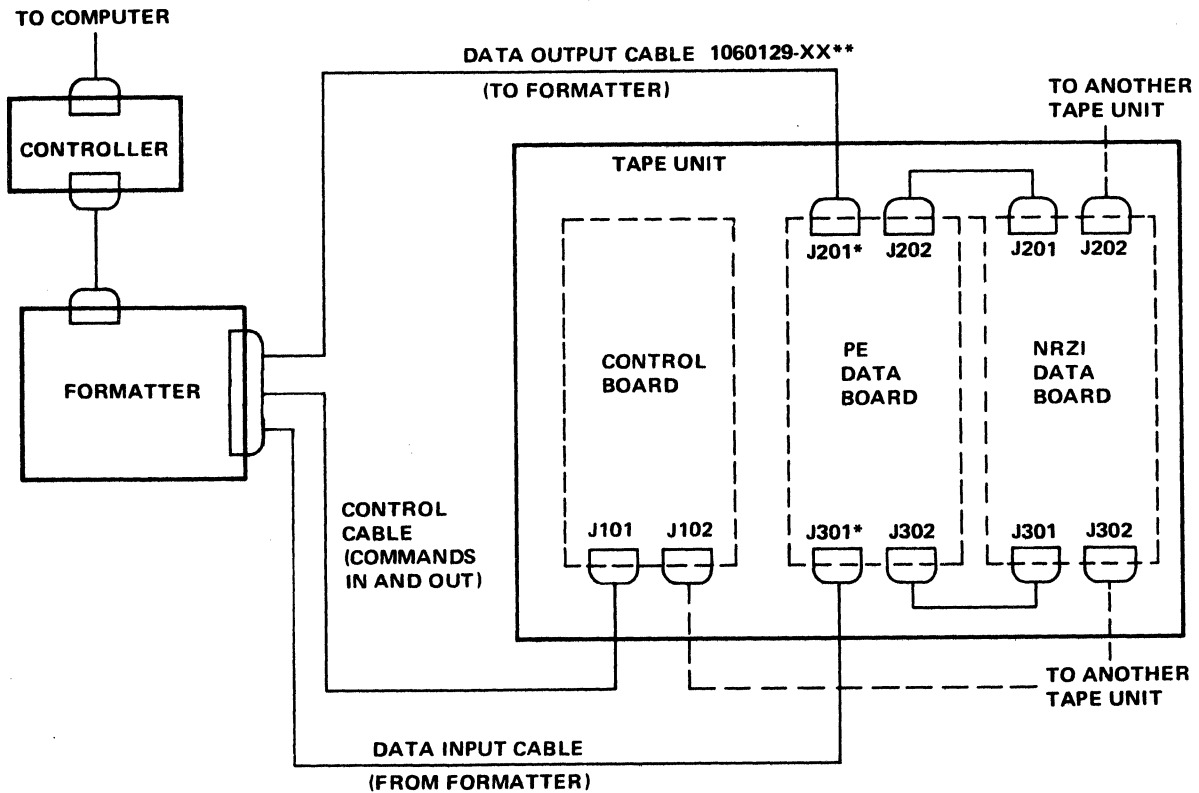 TO COMPUTER
CONTROLLER
FORMATTER
DATA OUTPUT CABLE 1060129-XX**
(TO FORMATTER)
TO ANOTHER
TAPE UNIT
TAPE UNIT
J201* J202 J201 J202
CONTROL
BOARD
PE
DATA
BOARD
NRZI
DATA
BOARD
J101 J102 J301* J302 J301 J302
CONTROL
CABLE
(COMMANDS
IN AND OUT)
TO ANOTHER
TAPE UNIT
DATA INPUT CABLE
(FROM FORMATTER)